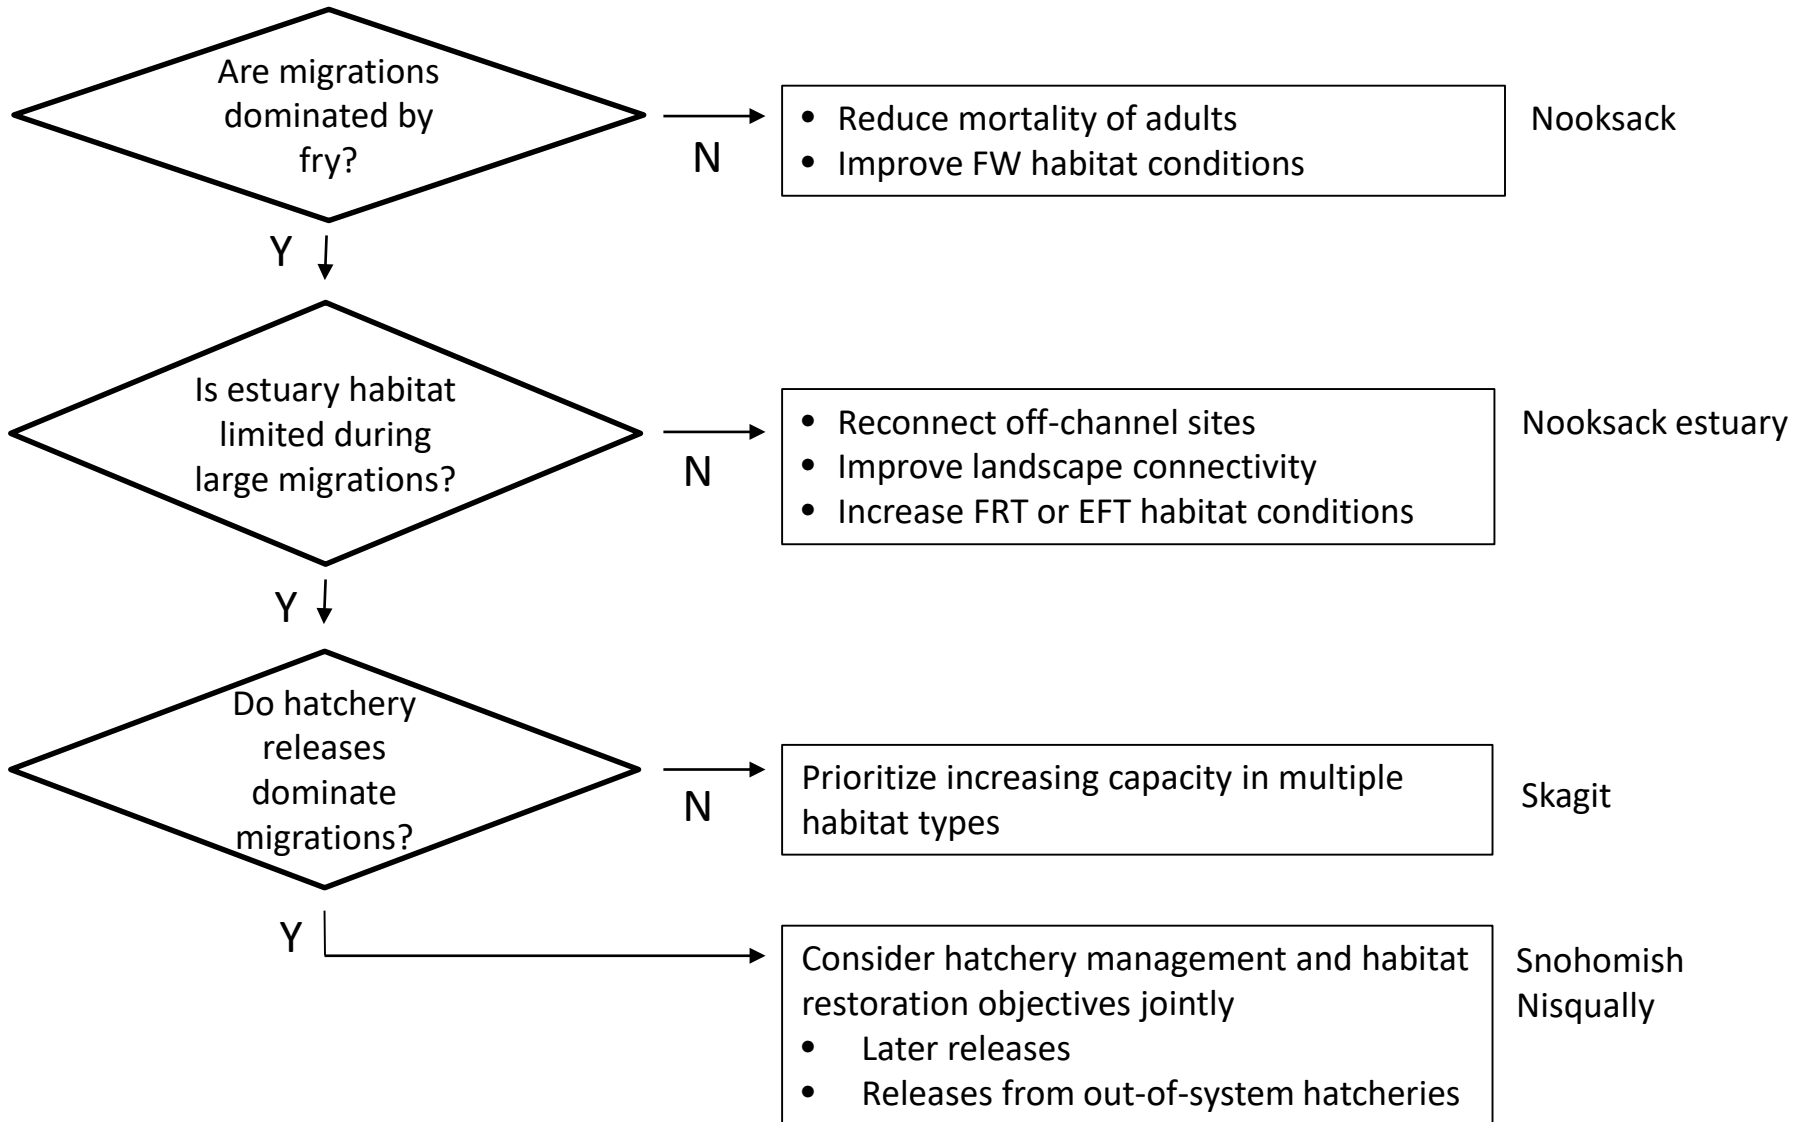 Are migrations
dominated by
fry?
N
• Reduce mortality of adults
• Improve FW habitat conditions
Nooksack
Y
Is estuary habitat
limited during
large migrations?
N
• Reconnect off-channel sites
• Improve landscape connectivity
• Increase FRT or EFT habitat conditions
Nooksack estuary
Y
Do hatchery
releases
dominate
migrations?
N
Prioritize increasing capacity in multiple
habitat types
Skagit
Y
Consider hatchery management and habitat
restoration objectives jointly
• Later releases
• Releases from out-of-system hatcheries
Snohomish
Nisqually